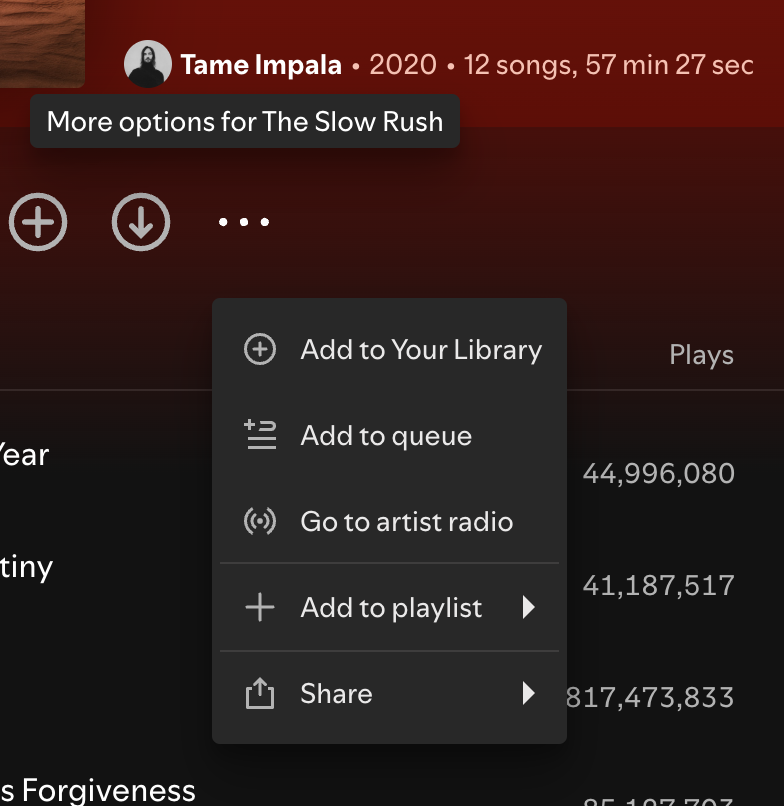 Tame Impala • 2020 • 12 songs, 57 min 27 sec
More options for The Slow Rush
Add to Your Library
Plays
Add to queue
Year
44,996,080
Go to artist radio
tiny
41,187,517
Add to playlist
Share
817,473,833
s Forgiveness